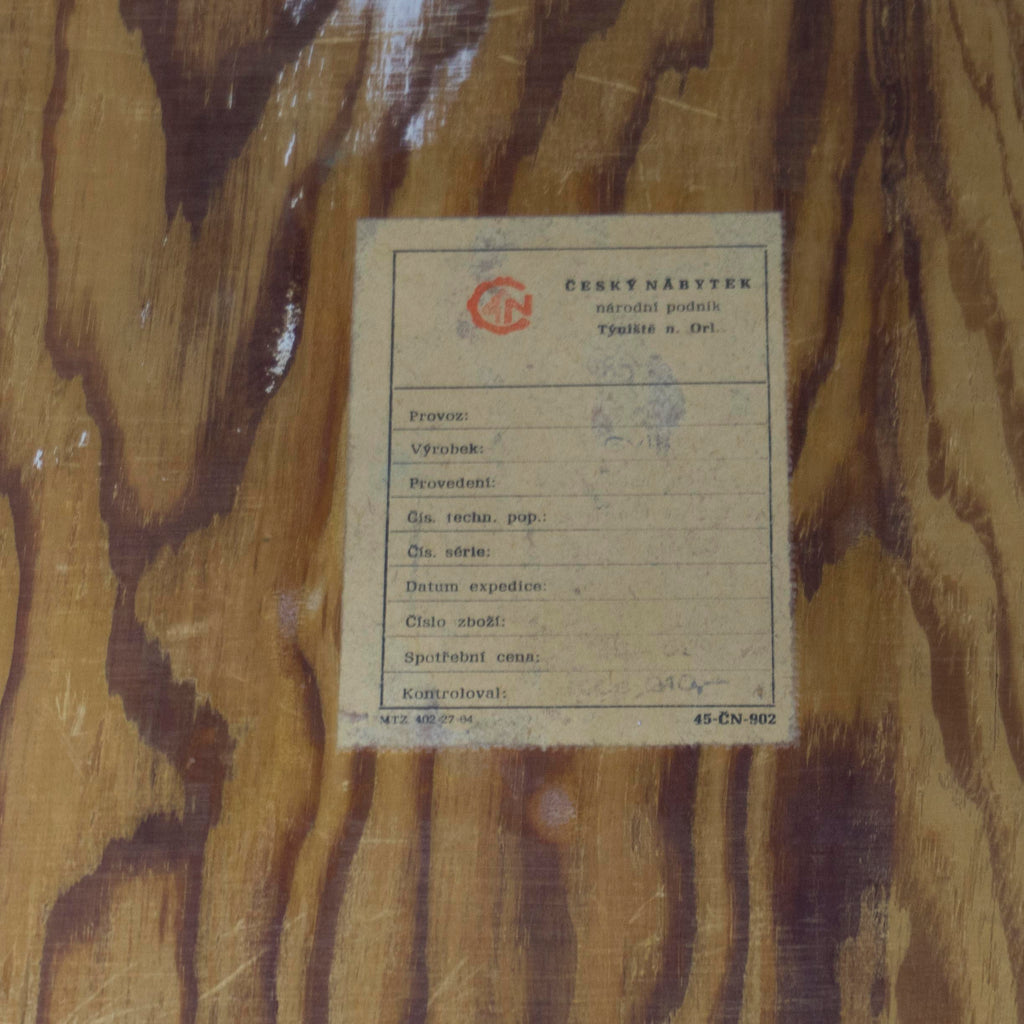 ČN
ČESKÝ NÁBYTEK
národní podnik
Týniště n. Orl.
Provoz:
Výrobek:
Provedení:
Čís. techn. pop.:
Čís. série:
Datum expedice:
Číslo zboží:
Spotřební cena:
Kontroloval:
MTZ 402-27-64
45-ČN-902